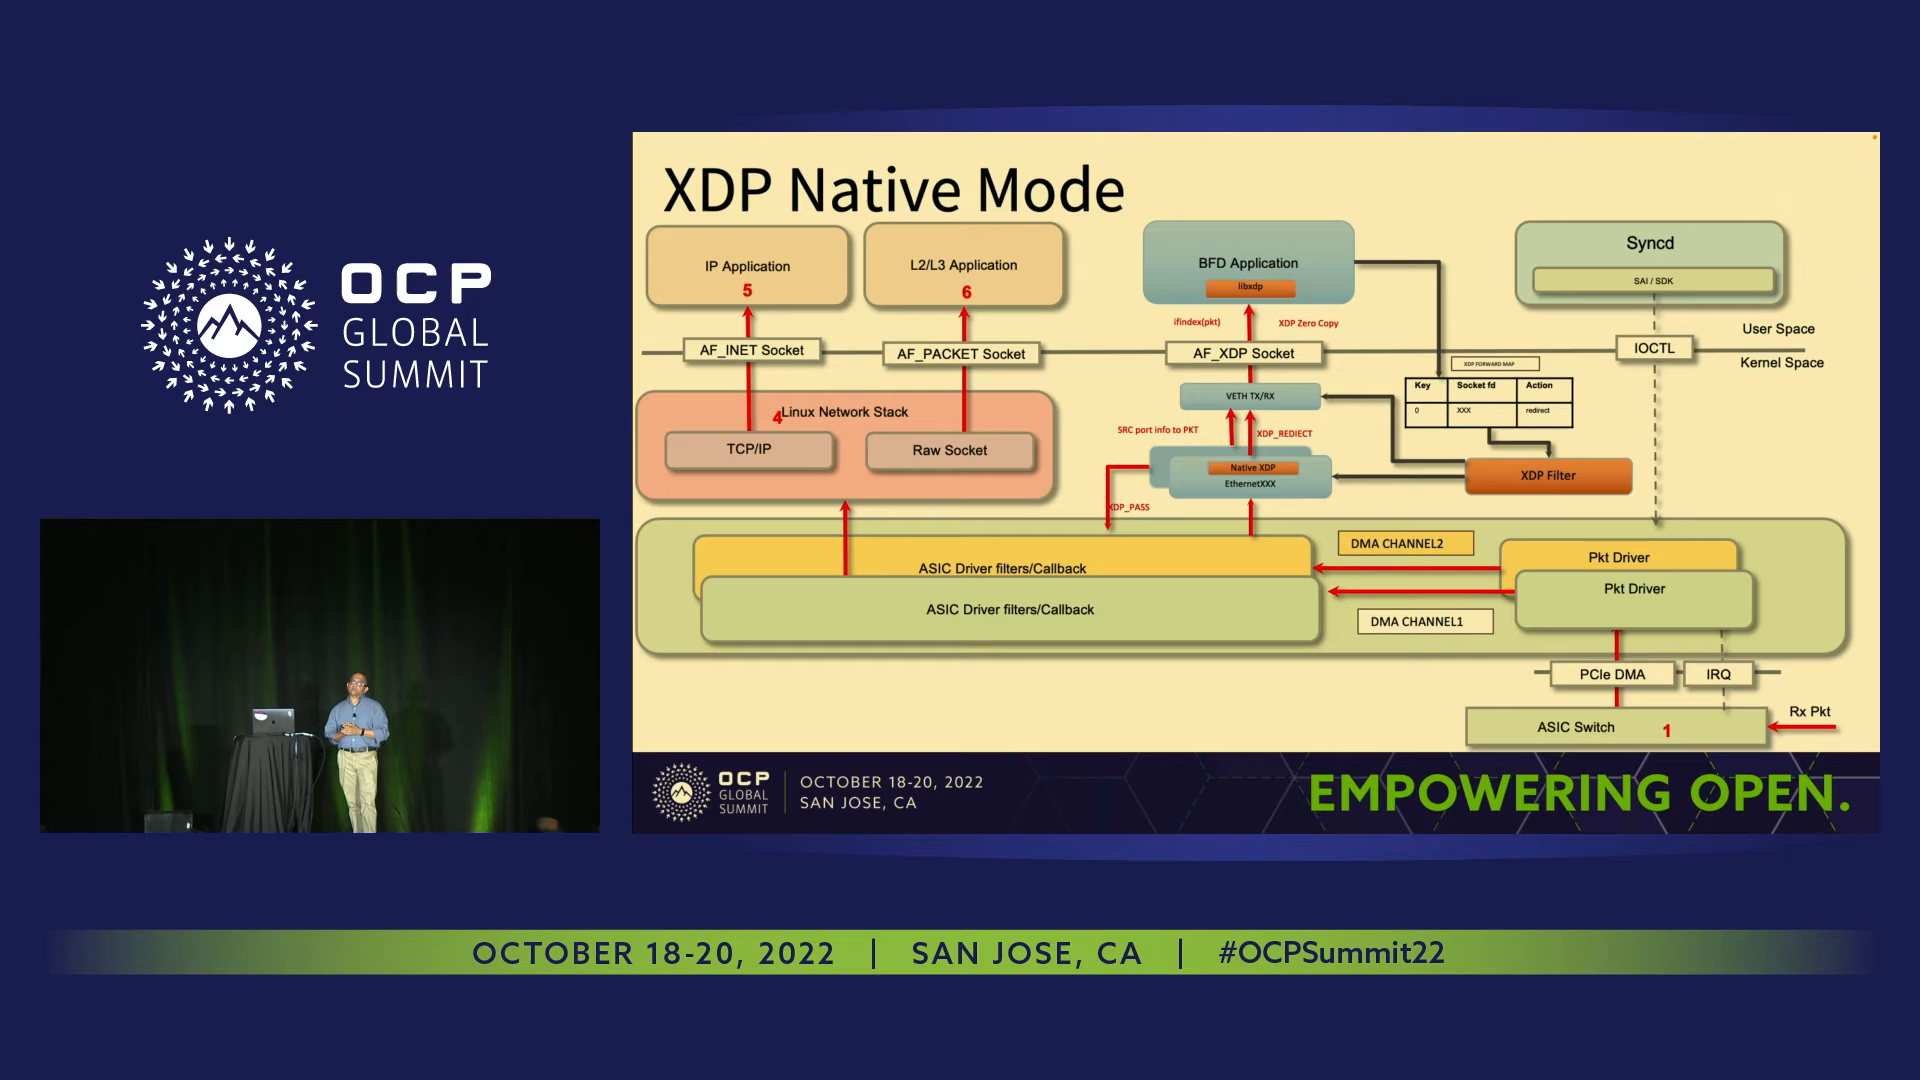 OCP
GLOBAL
SUMMIT
XDP Native Mode
IP Application
5
L2/L3 Application
6
BFD Application
libxdp
Syncd
SAI / SDK
ifindex(pkt)
XDP Zero Copy
User Space
AF_INET Socket
AF_PACKET Socket
AF_XDP Socket
IOCTL
Kernel Space
XDP FORWARD MAP
Key Socket fd Action
0 XXX redirect
VETH TX/RX
4
Linux Network Stack
TCP/IP
Raw Socket
SRC port info to PKT
XDP_REDIECT
Native XDP
EthernetXXX
XDP Filter
XDP_PASS
DMA CHANNEL2
ASIC Driver filters/Callback
Pkt Driver
Pkt Driver
ASIC Driver filters/Callback
DMA CHANNEL1
PCIe DMA
IRQ
Rx Pkt
ASIC Switch
1
OCP
GLOBAL
SUMMIT
OCTOBER 18-20, 2022
SAN JOSE, CA
EMPOWERING OPEN.
OCTOBER 18-20, 2022 | SAN JOSE, CA | #OCPSummit22